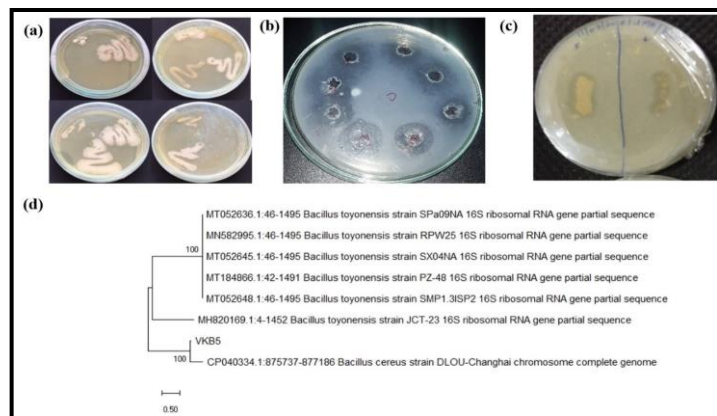 (a)
(b)
(c)
(d)
MT052636.1:46-1495 Bacillus toyonensis strain SPa09NA 16S ribosomal RNA gene partial sequence
MN582995.1:46-1495 Bacillus toyonensis strain RPW25 16S ribosomal RNA gene partial sequence
100
MT052645.1:46-1495 Bacillus toyonensis strain SX04NA 16S ribosomal RNA gene partial sequence
MT184866.1:42-1491 Bacillus toyonensis strain PZ-48 16S ribosomal RNA gene partial sequence
MT052648.1:46-1495 Bacillus toyonensis strain SMP1.3ISP2 16S ribosomal RNA gene partial sequence
MH820169.1:4-1452 Bacillus toyonensis strain JCT-23 16S ribosomal RNA gene partial sequence
VKB5
100
CP040334.1:875737-877186 Bacillus cereus strain DLOU-Changhai chromosome complete genome
0.50